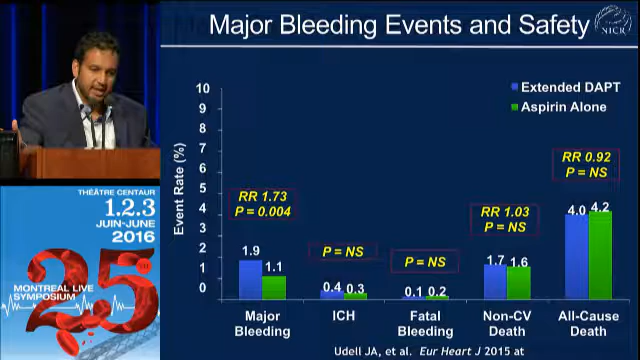 Major Bleeding Events and Safety
NICR
Extended DAPT
Aspirin Alone
Event Rate (%)
10
9
8
7
6
5
4
3
2
1
0
RR 1.73
P = 0.004
P = NS
P = NS
RR 1.03
P = NS
RR 0.92
P = NS
1.9
1.1
0.4
0.3
0.1
0.2
1.7
1.6
4.0
4.2
Major
Bleeding
ICH
Fatal
Bleeding
Non-CV
Death
All-Cause
Death
Udell JA, et al. Eur Heart J 2015 at
THÉÂTRE CENTAUR
1.2.3
JUIN-JUNE
2016
25
MONTREAL LIVE
SYMPOSIUM